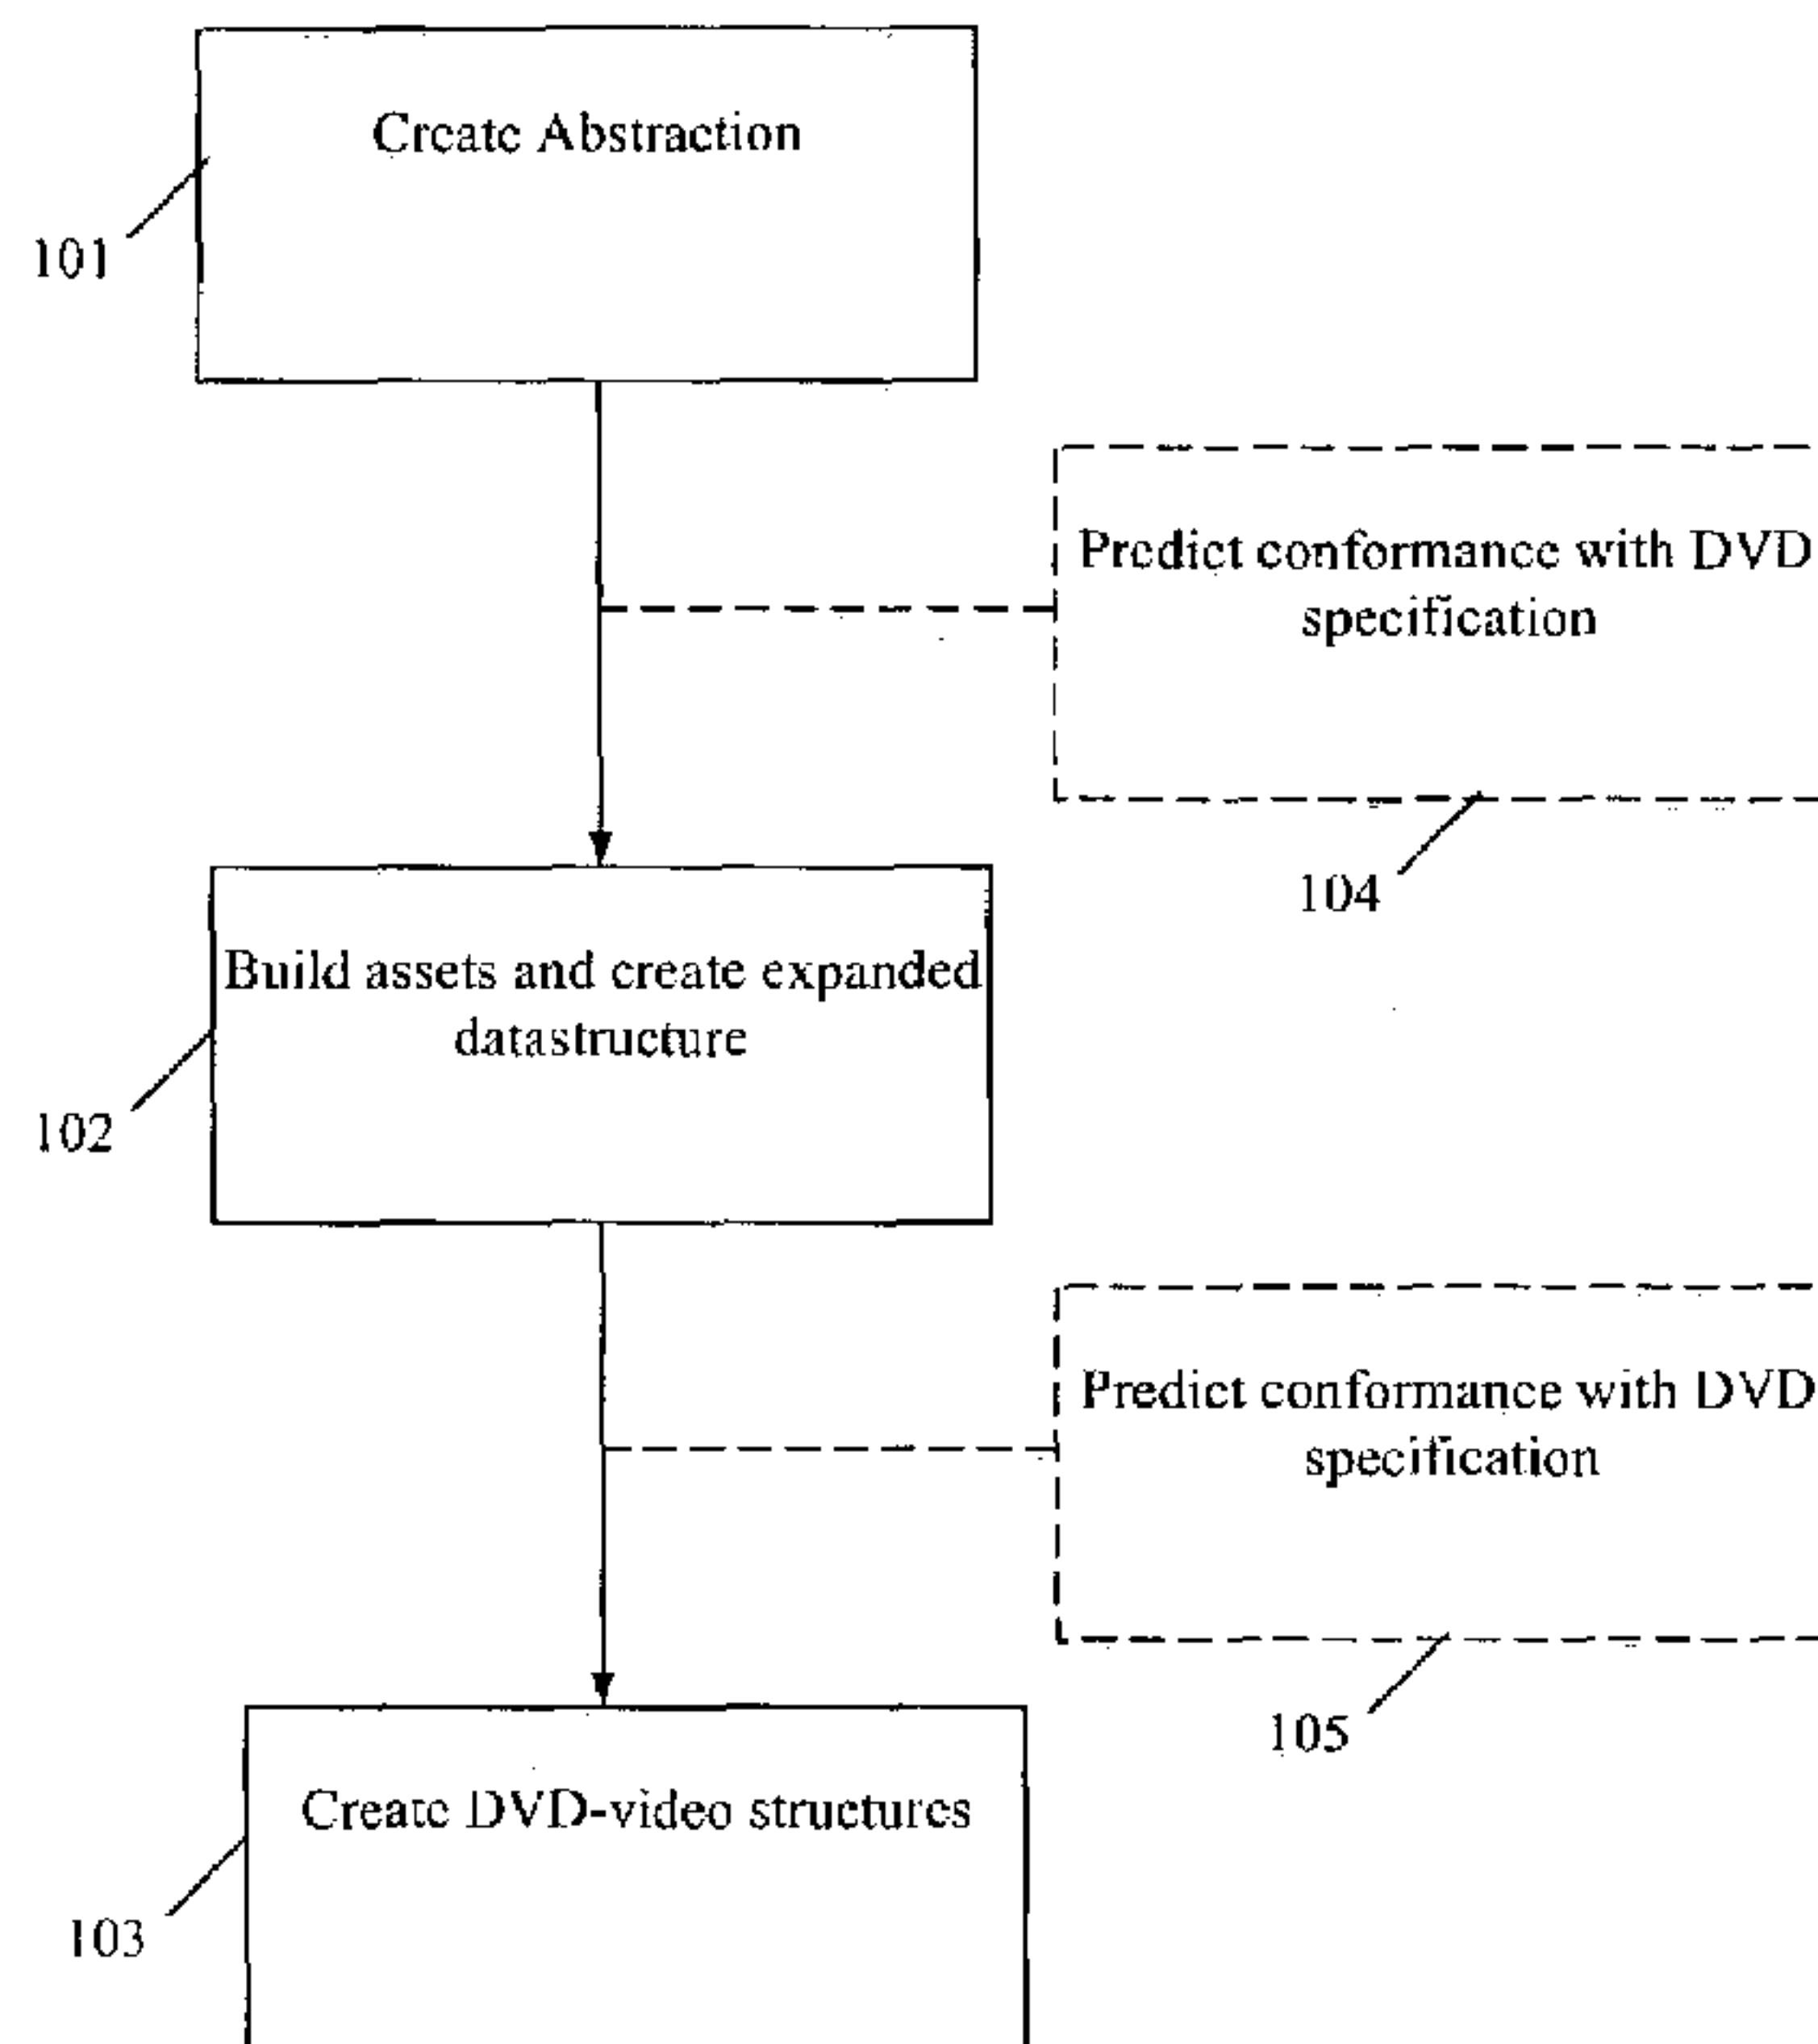 Create Abstraction
101
Predict conformance with DVD
specification
104
Build assets and create expanded
datastructure
102
Predict conformance with DVD
specification
105
Create DVD-video structures
103